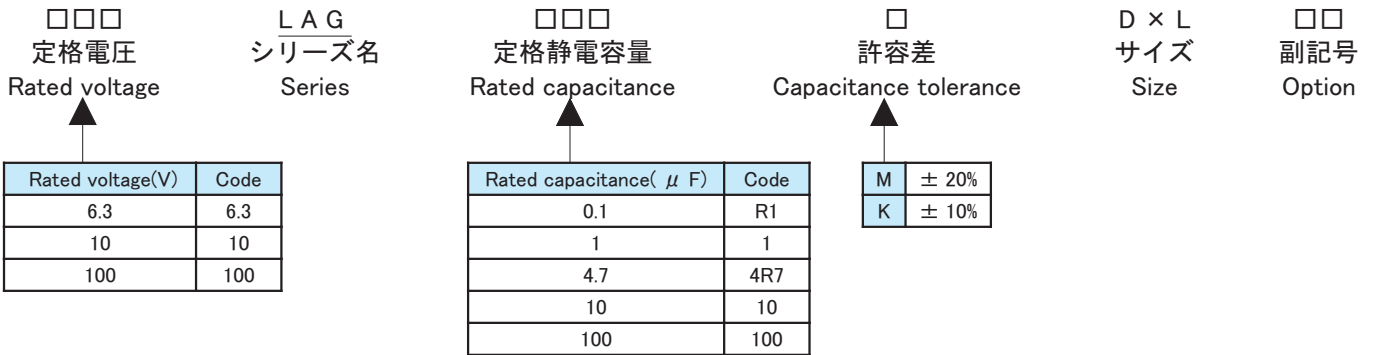 □□□ LAG □□□ □ D × L □□
定格電圧 シリーズ名 定格静電容量 許容差 サイズ 副記号
Rated voltage Series Rated capacitance Capacitance tolerance Size Option
Rated voltage(V) Code Rated capacitance( μ F) Code M ± 20%
6.3 6.3 0.1 R1 K ± 10%
10 10 1 1
100 100 4.7 4R7
10 10
100 100